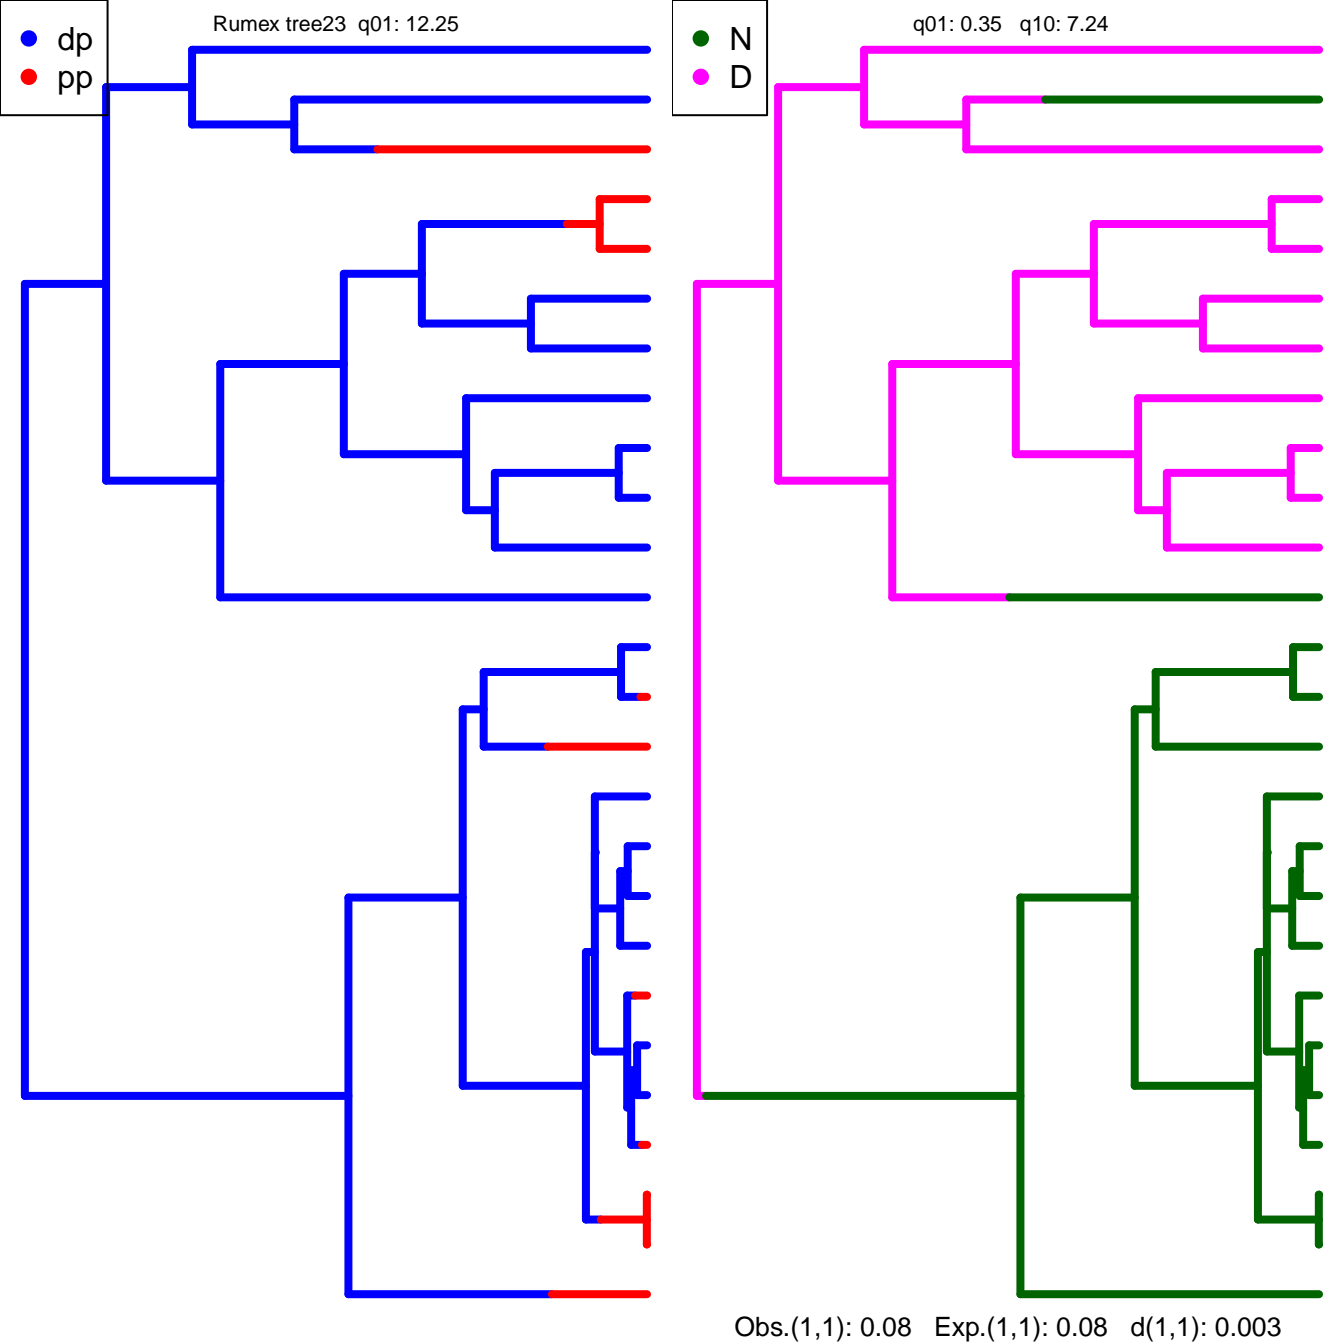 Rumex tree23 q01: 12.25
dp
pp
q01: 0.35 q10: 7.24
N
D
Obs.(1,1): 0.08 Exp.(1,1): 0.08 d(1,1): 0.003